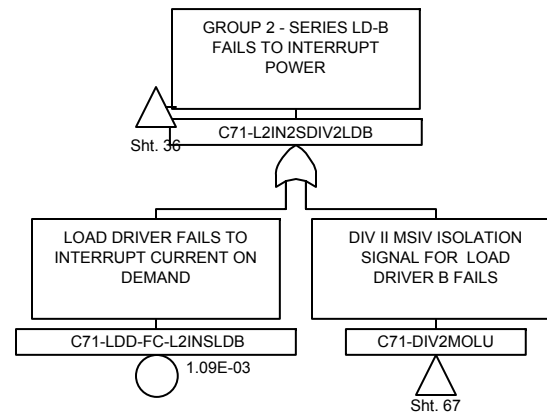 GROUP 2 - SERIES LD-B
FAILS TO INTERRUPT
POWER
C71-L2IN2SDIV2LDB
Sht. 36
LOAD DRIVER FAILS TO
INTERRUPT CURRENT ON
DEMAND
C71-LDD-FC-L2INSLDB
1.09E-03
DIV II MSIV ISOLATION
SIGNAL FOR LOAD
DRIVER B FAILS
C71-DIV2MOLU
Sht. 67